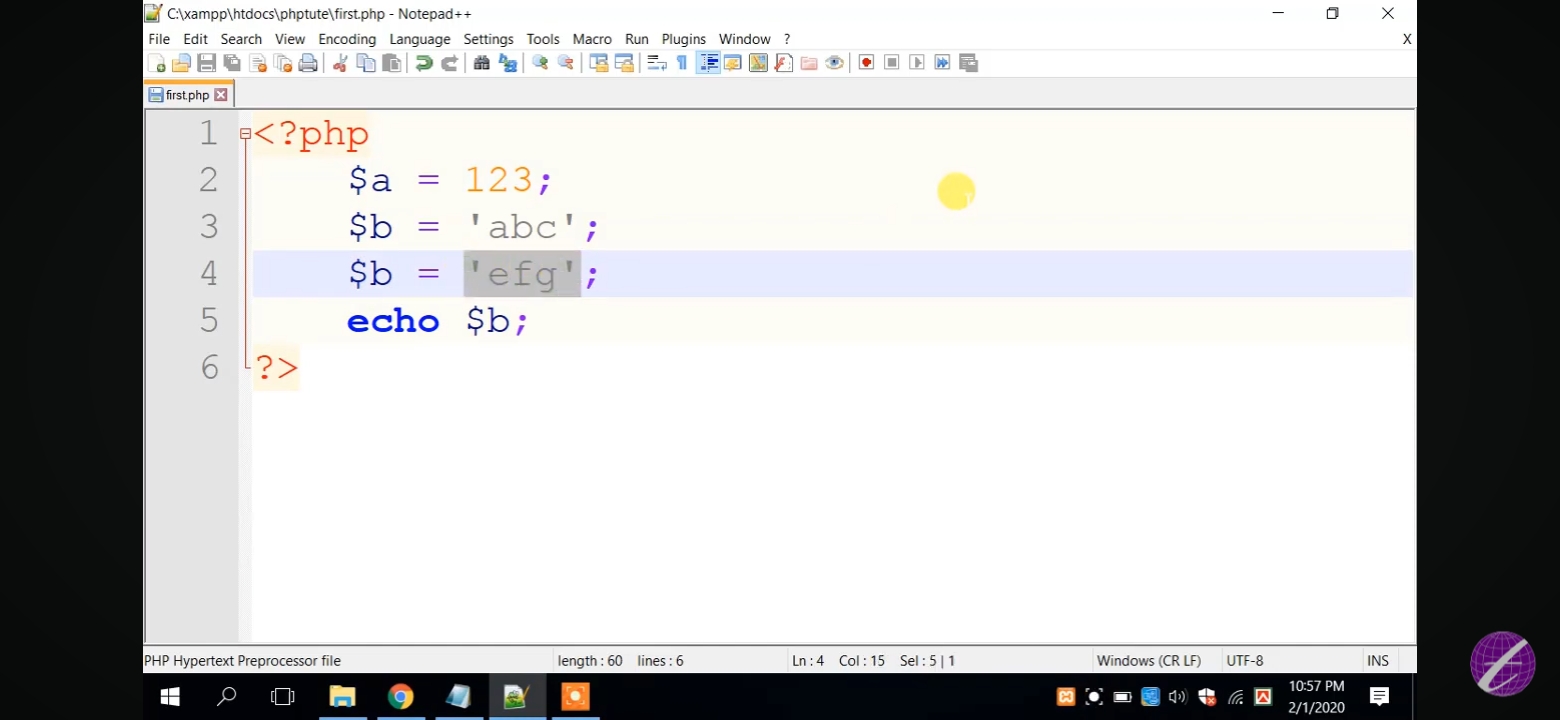 C:\xampp\htdocs\phptute\first.php - Notepad++
File Edit Search View Encoding Language Settings Tools Macro Run Plugins Window ? X
first.php
1 <?php
2 $a = 123;
3 $b = 'abc';
4 $b = 'efg';
5 echo $b;
6 ?>
PHP Hypertext Preprocessor file length : 60 lines : 6 Ln : 4 Col : 15 Sel : 5 | 1 Windows (CR LF) UTF-8 INS
10:57 PM
2/1/2020